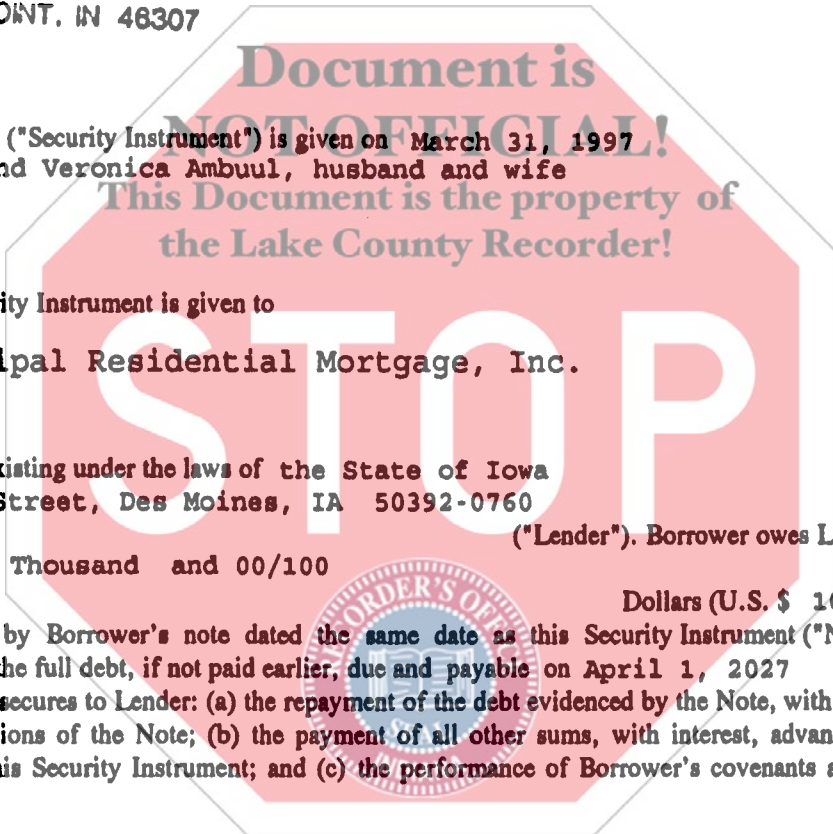 OINT, IN 46307
Document is
NOT OFFICIAL!
("Security Instrument") is given on March 31, 1997
nd Veronica Ambuul, husband and wife
This Document is the property of
the Lake County Recorder!
ity Instrument is given to
ipal Residential Mortgage, Inc.
STOP
xisting under the laws of the State of Iowa
Street, Des Moines, IA 50392-0760
("Lender"). Borrower owes L
Thousand and 00/100
Dollars (U.S. $ 10
RECORDER'S OFFI
by Borrower's note dated the same date as this Security Instrument ("N
he full debt, if not paid earlier, due and payable on April 1, 2027
secures to Lender: (a) the repayment of the debt evidenced by the Note, with
ions of the Note; (b) the payment of all other sums, with interest, advan
SEAL
is Security Instrument; and (c) the performance of Borrower's covenants a